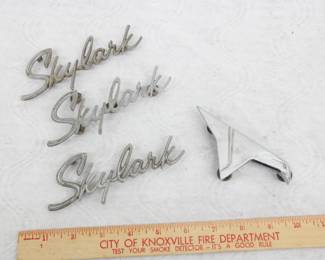 Skylark
Skylark
Skylark
CITY OF KNOXVILLE FIRE DEPARTMENT
TEST YOUR SMOKE DETECTOR - IT'S A GOOD RULE